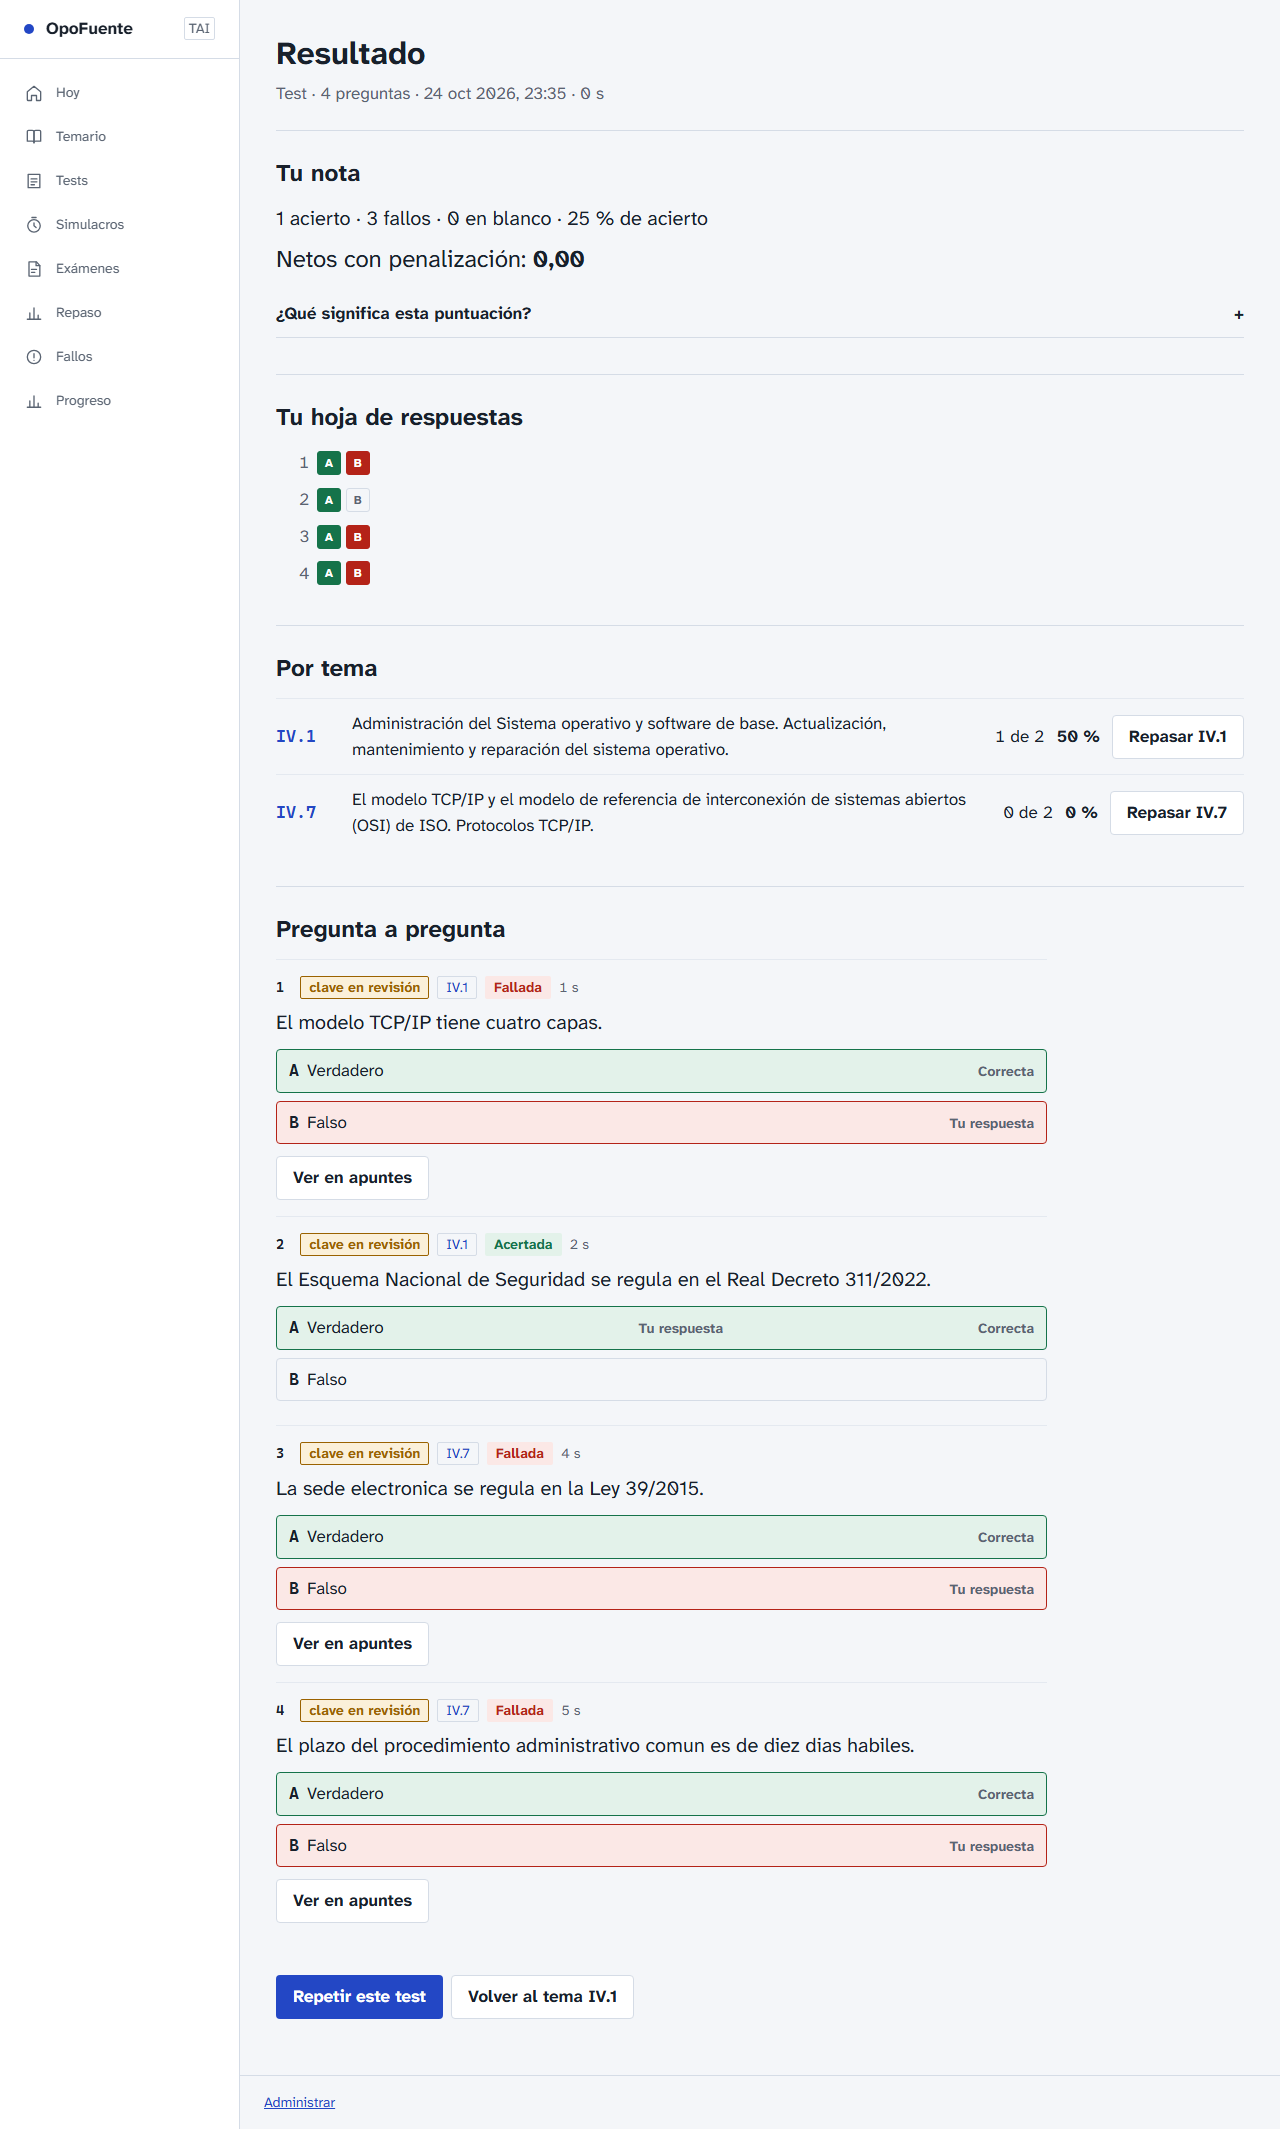 OpoFuente TAI
Hoy
Temario
Tests
Simulacros
Exámenes
Repaso
Fallos
Progreso
Resultado
Test · 4 preguntas · 24 oct 2026, 23:35 · 0 s
Tu nota
1 acierto · 3 fallos · 0 en blanco · 25 % de acierto
Netos con penalización: 0,00
¿Qué significa esta puntuación? +
Tu hoja de respuestas
1 A B
2 A B
3 A B
4 A B
Por tema
IV.1 Administración del Sistema operativo y software de base. Actualización,
mantenimiento y reparación del sistema operativo.
1 de 2 50 % Repasar IV.1
IV.7 El modelo TCP/IP y el modelo de referencia de interconexión de sistemas abiertos
(OSI) de ISO. Protocolos TCP/IP.
0 de 2 0 % Repasar IV.7
Pregunta a pregunta
1 clave en revisión IV.1 Fallada 1 s
El modelo TCP/IP tiene cuatro capas.
A Verdadero Correcta
B Falso Tu respuesta
Ver en apuntes
2 clave en revisión IV.1 Acertada 2 s
El Esquema Nacional de Seguridad se regula en el Real Decreto 311/2022.
A Verdadero Tu respuesta Correcta
B Falso
3 clave en revisión IV.7 Fallada 4 s
La sede electronica se regula en la Ley 39/2015.
A Verdadero Correcta
B Falso Tu respuesta
Ver en apuntes
4 clave en revisión IV.7 Fallada 5 s
El plazo del procedimiento administrativo comun es de diez dias habiles.
A Verdadero Correcta
B Falso Tu respuesta
Ver en apuntes
Repetir este test Volver al tema IV.1
Administrar